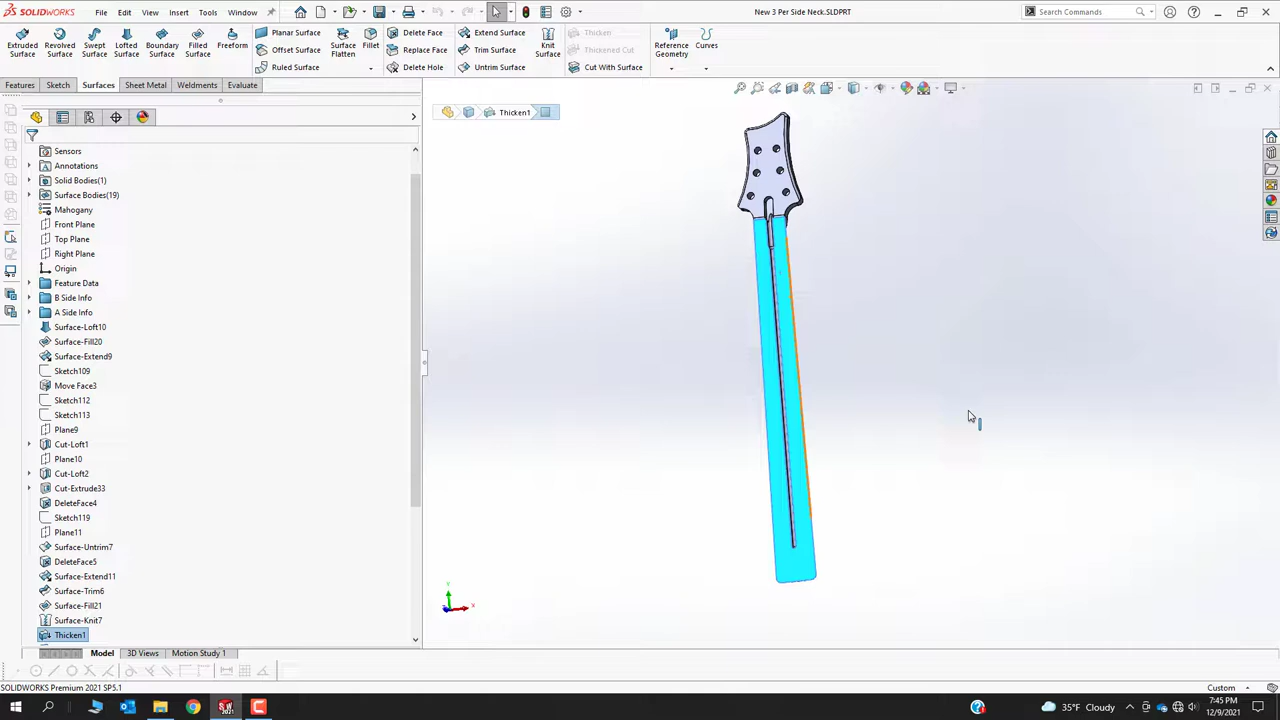 SOLIDWORKS File Edit View Insert Tools Window New 3 Per Side Neck.SLDPRT Search Commands
Extruded Surface Revolved Surface Swept Surface Lofted Surface Boundary Surface Filled Surface Freeform Planar Surface Offset Surface Ruled Surface Surface Flatten Fillet Delete Face Replace Face Delete Hole Extend Surface Trim Surface Untrim Surface Knit Surface Thicken Thickened Cut Cut With Surface Reference Geometry Curves
Features Sketch Surfaces Sheet Metal Weldments Evaluate
Thicken1
Sensors
Annotations
Solid Bodies(1)
Surface Bodies(19)
Mahogany
Front Plane
Top Plane
Right Plane
Origin
Feature Data
B Side Info
A Side Info
Surface-Loft10
Surface-Fill20
Surface-Extend9
Sketch109
Move Face3
Sketch112
Sketch113
Plane9
Cut-Loft1
Plane10
Cut-Loft2
Cut-Extrude33
DeleteFace4
Sketch119
Plane11
Surface-Untrim7
DeleteFace5
Surface-Extend11
Surface-Trim6
Surface-Fill21
Surface-Knit7
Thicken1
Y
X
Model 3D Views Motion Study 1
SOLIDWORKS Premium 2021 SP5.1 Custom
35°F Cloudy 7:45 PM
12/9/2021